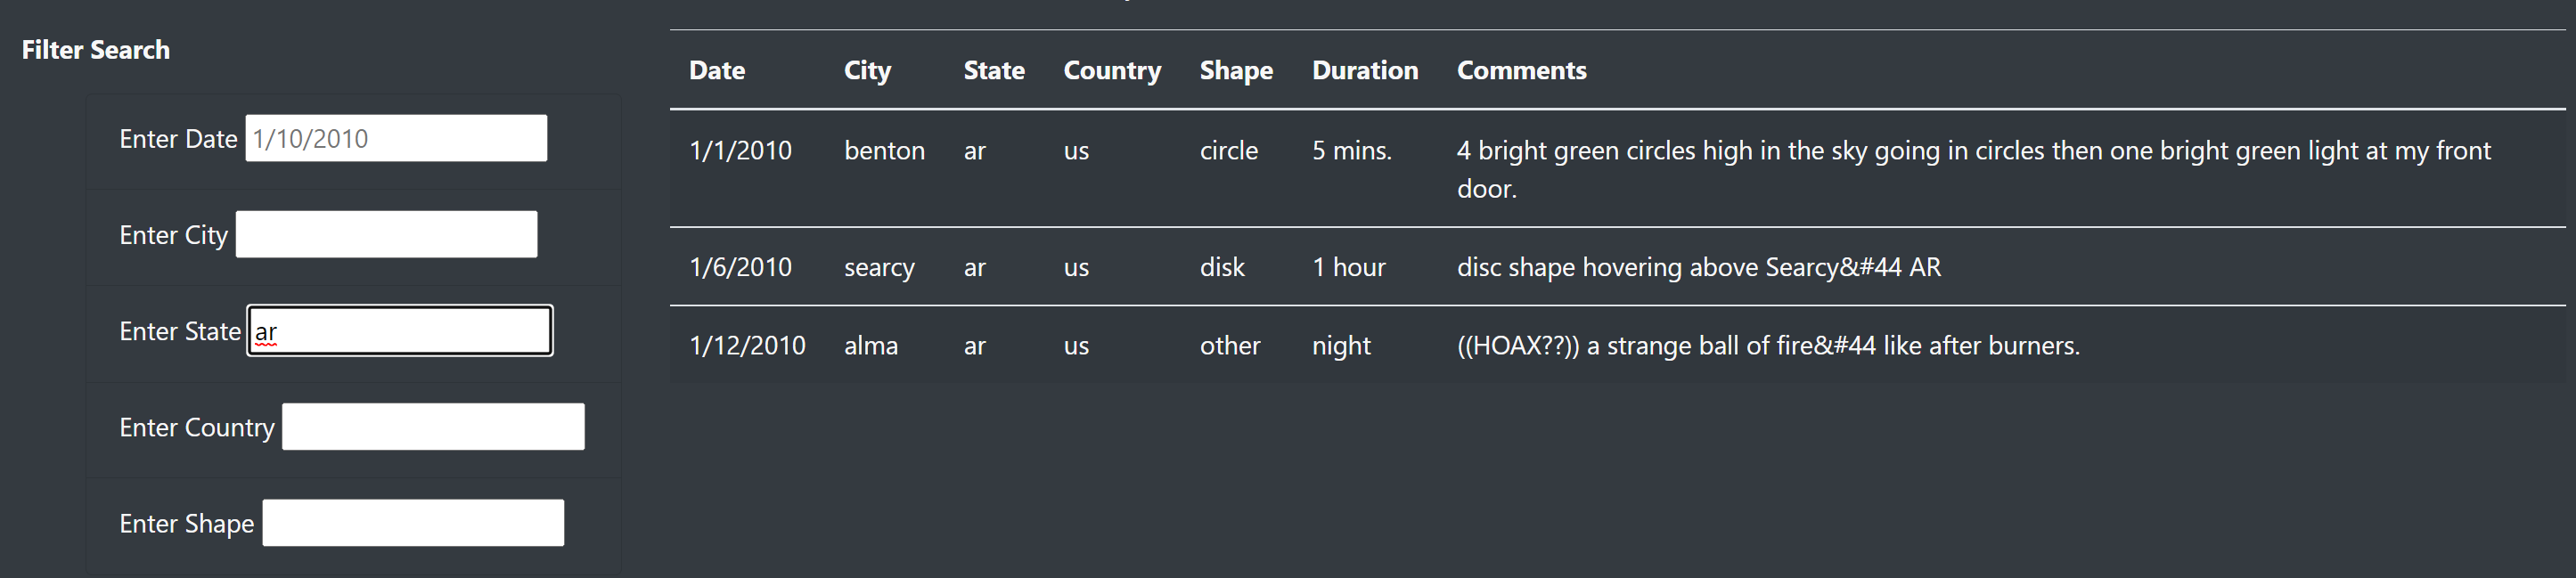 Filter Search
Enter Date 1/10/2010
Enter City
Enter State ar
Enter Country
Enter Shape
Date City State Country Shape Duration Comments
1/1/2010 benton ar us circle 5 mins. 4 bright green circles high in the sky going in circles then one bright green light at my front
door.
1/6/2010 searcy ar us disk 1 hour disc shape hovering above Searcy&#44 AR
1/12/2010 alma ar us other night ((HOAX??)) a strange ball of fire&#44 like after burners.